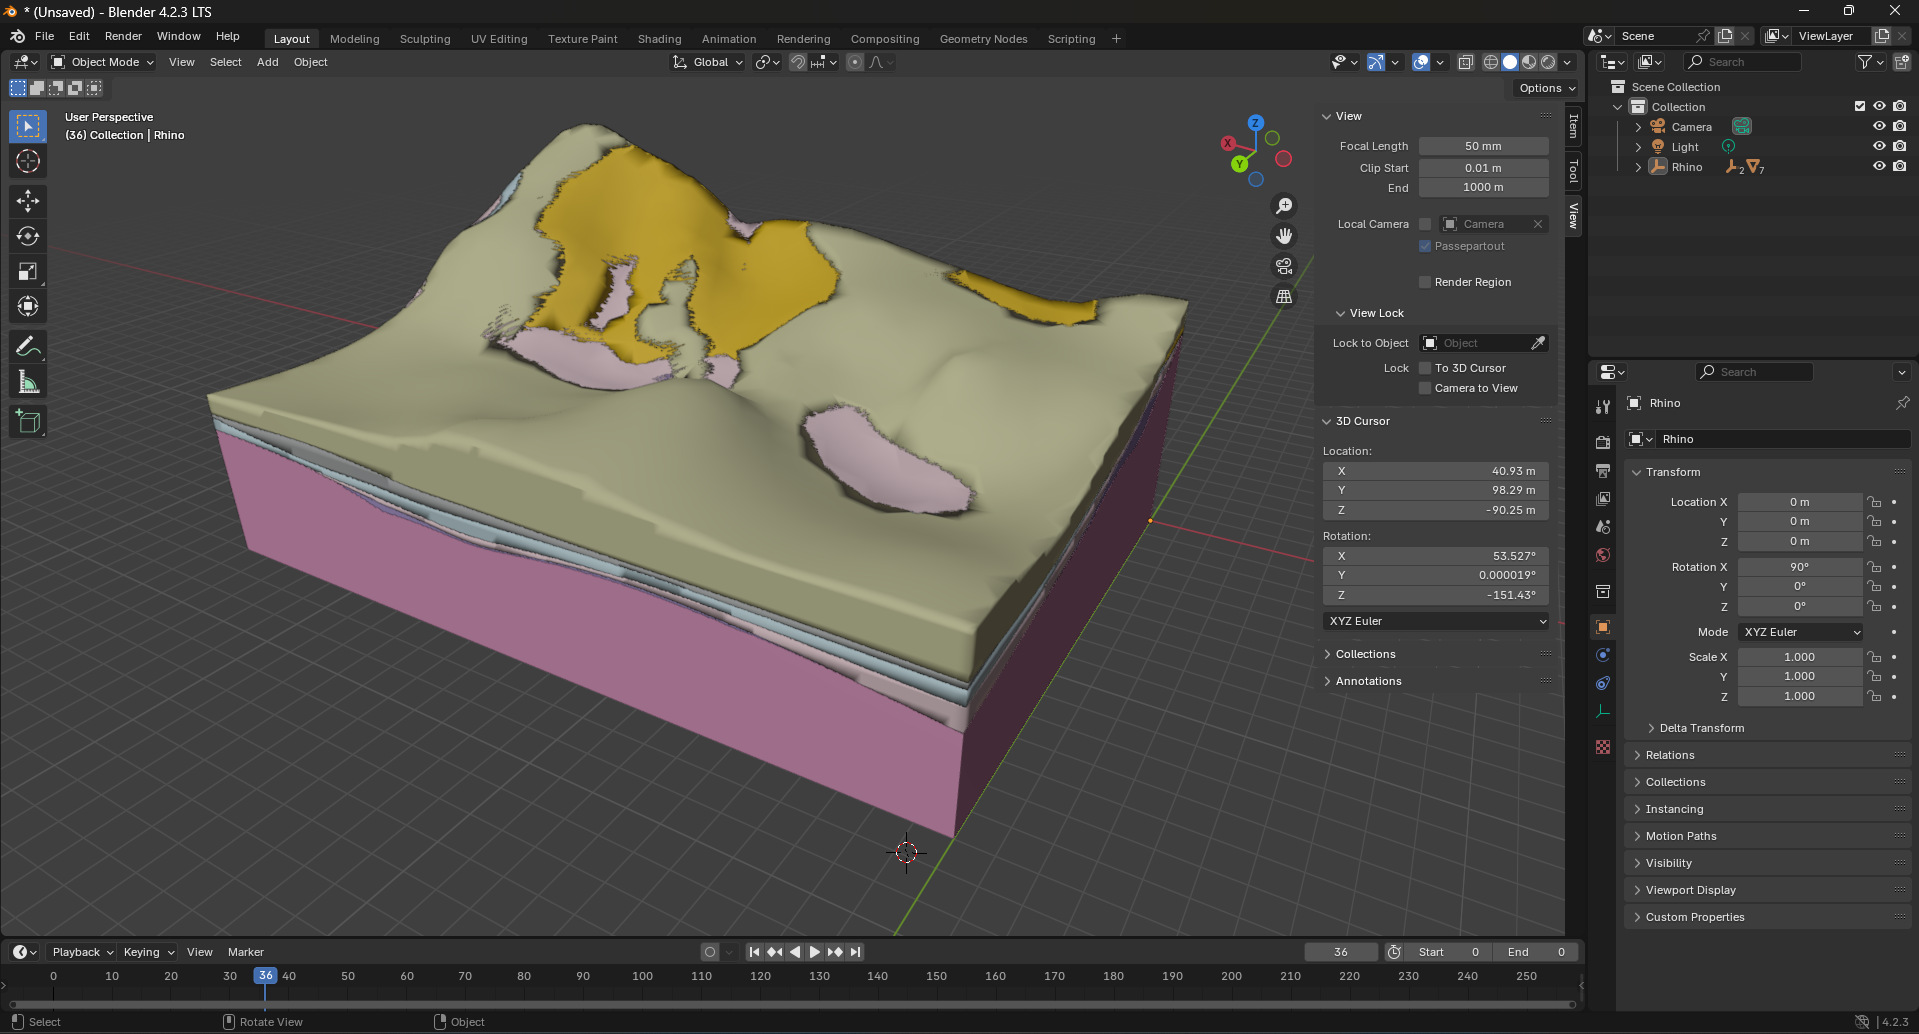 * (Unsaved) - Blender 4.2.3 LTS
File Edit Render Window Help
Layout Modeling Sculpting UV Editing Texture Paint Shading Animation Rendering Compositing Geometry Nodes Scripting +
Scene
ViewLayer
Object Mode View Select Add Object
Global
Options
User Perspective
(36) Collection | Rhino
X
Y
Z
View
Focal Length 50 mm
Clip Start 0.01 m
End 1000 m
Local Camera Camera
Passepartout
Render Region
View Lock
Lock to Object Object
Lock To 3D Cursor
Camera to View
3D Cursor
Location:
X 40.93 m
Y 98.29 m
Z -90.25 m
Rotation:
X 53.527°
Y 0.000019°
Z -151.43°
XYZ Euler
Collections
Annotations
Item
Tool
View
Search
Scene Collection
Collection
Camera
Light
Rhino 2 7
Search
Rhino
Rhino
Transform
Location X 0 m
Y 0 m
Z 0 m
Rotation X 90°
Y 0°
Z 0°
Mode XYZ Euler
Scale X 1.000
Y 1.000
Z 1.000
Delta Transform
Relations
Collections
Instancing
Motion Paths
Visibility
Viewport Display
Custom Properties
Playback Keying View Marker
36 Start 0 End 0
0 10 20 30 36 40 50 60 70 80 90 100 110 120 130 140 150 160 170 180 190 200 210 220 230 240 250
Select Rotate View Object
4.2.3